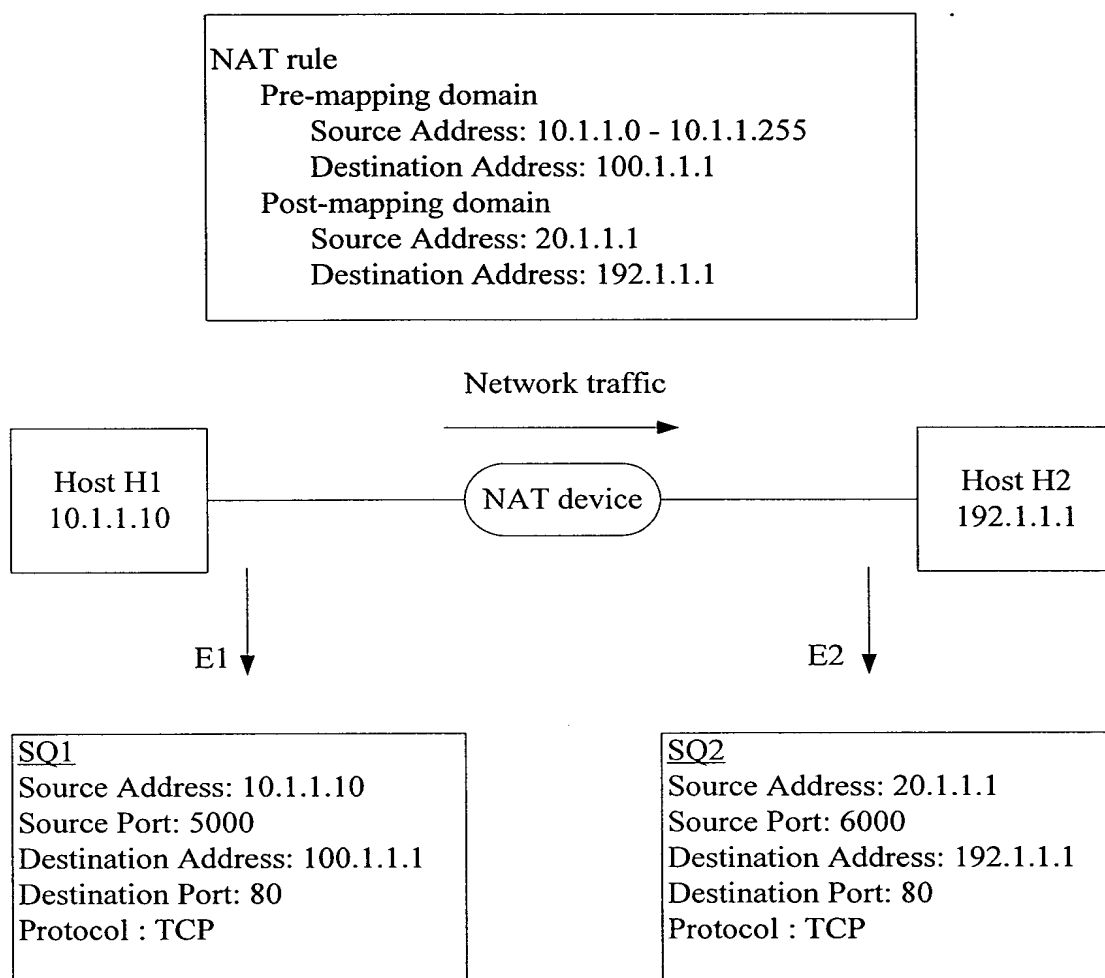 NAT rule
Pre-mapping domain
Source Address: 10.1.1.0 - 10.1.1.255
Destination Address: 100.1.1.1
Post-mapping domain
Source Address: 20.1.1.1
Destination Address: 192.1.1.1
Network traffic
Host H1
10.1.1.10
NAT device
Host H2
192.1.1.1
E1
E2
SQ1
Source Address: 10.1.1.10
Source Port: 5000
Destination Address: 100.1.1.1
Destination Port: 80
Protocol : TCP
SQ2
Source Address: 20.1.1.1
Source Port: 6000
Destination Address: 192.1.1.1
Destination Port: 80
Protocol : TCP